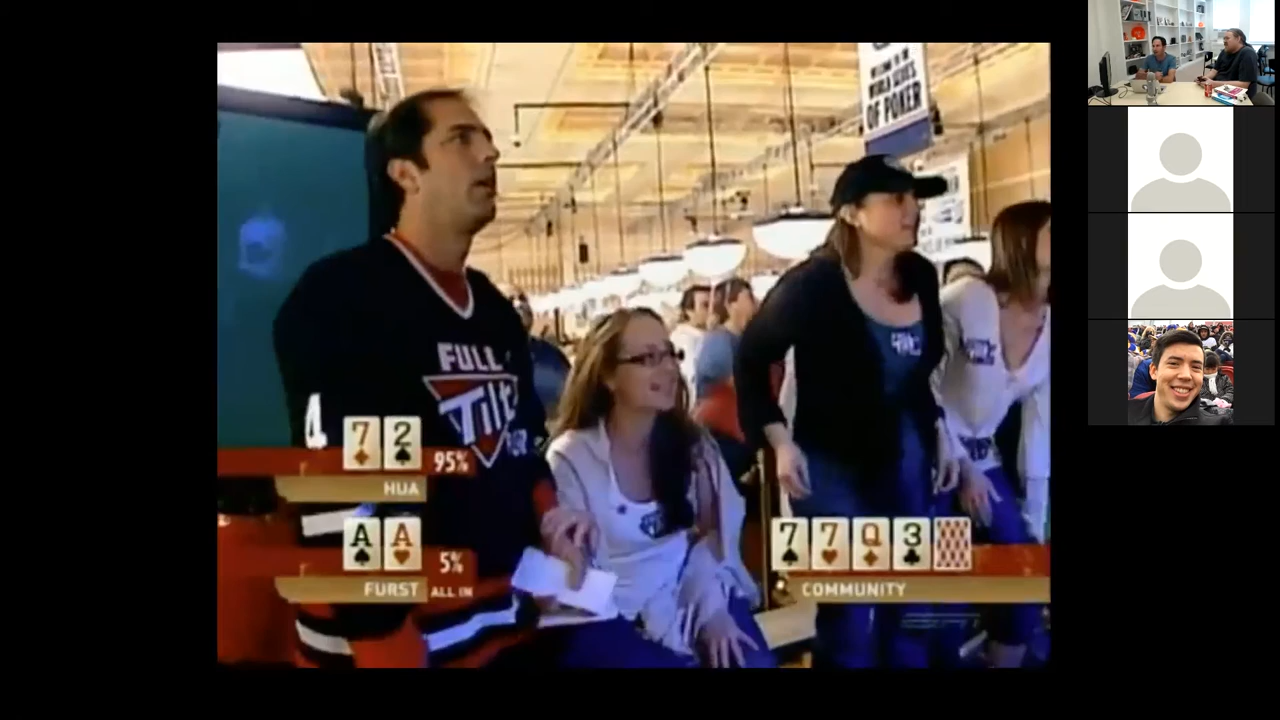 WELCOME TO THE
WORLD SERIES
OF POKER
FULL
Tilt
7 2
95%
HUA
A A
5%
FURST ALL IN
7 7 Q 3
COMMUNITY